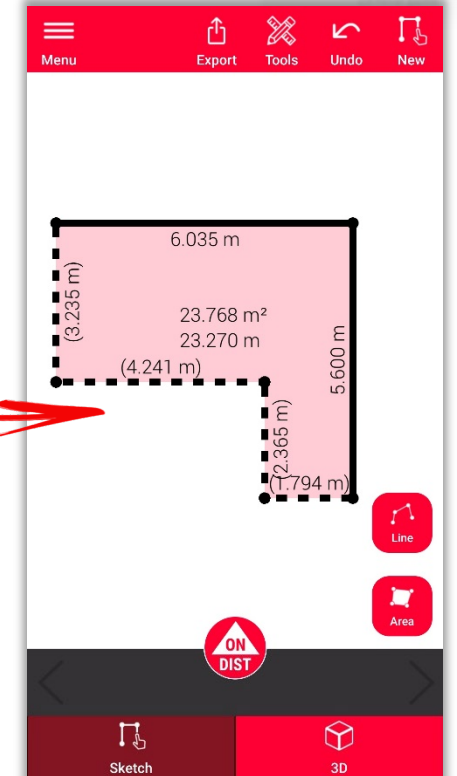 Menu
Export
Tools
Undo
New
6.035 m
(3.235 m)
23.768 m²
23.270 m
(4.241 m)
5.600 m
(2.365 m)
(1.794 m)
Line
Area
ON
DIST
Sketch
3D